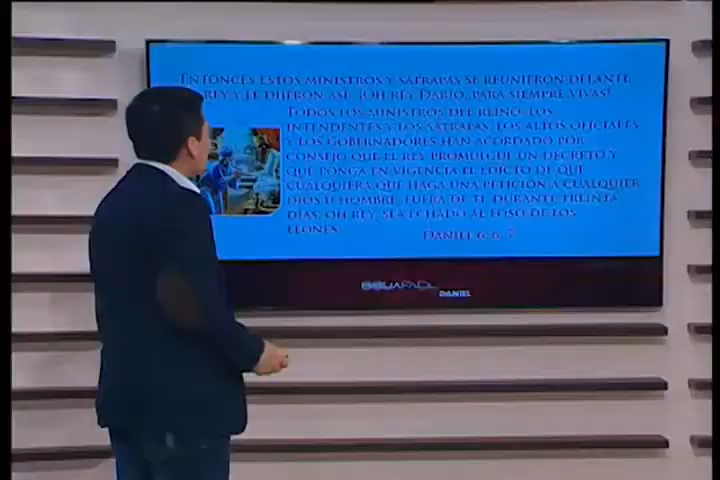 ENTONCES ESTOS MINISTROS Y SÁTRAPAS SE REUNIERON DELANTE
REY Y LE DIJERON ASÍ: ¡OH REY DARÍO, PARA SIEMPRE VIVAS!
TODOS LOS MINISTROS DEL REINO, LOS
INTENDENTES Y LOS SÁTRAPAS, LOS ALTOS OFICIALES
Y LOS GOBERNADORES HAN ACORDADO POR
CONSEJO QUE EL REY PROMULGUE UN DECRETO Y
QUE PONGA EN VIGENCIA EL EDICTO DE QUE
CUALQUIERA QUE HAGA UNA PETICIÓN A CUALQUIER
DIOS U HOMBRE, FUERA DE TI, DURANTE TREINTA
DÍAS, OH REY, SEA ECHADO AL FOSO DE LOS
LEONES.
DANIEL 6: 6, 7
BIBLIA FÁCIL
DANIEL